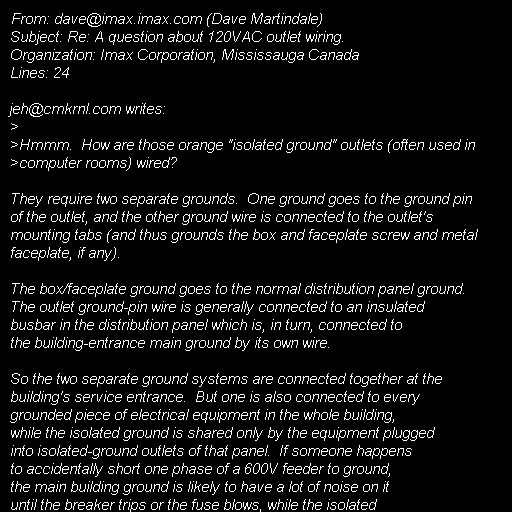 From: dave@imax.imax.com (Dave Martindale)
Subject: Re: A question about 120VAC outlet wiring.
Organization: Imax Corporation, Mississauga Canada
Lines: 24
jeh@cmkrnl.com writes:
>
>Hmmm.  How are those orange "isolated ground" outlets (often used in
>computer rooms) wired?
They require two separate grounds.  One ground goes to the ground pin
of the outlet, and the other ground wire is connected to the outlet's
mounting tabs (and thus grounds the box and faceplate screw and metal
faceplate, if any).
The box/faceplate ground goes to the normal distribution panel ground.
The outlet ground-pin wire is generally connected to an insulated
busbar in the distribution panel which is, in turn, connected to
the building-entrance main ground by its own wire.
So the two separate ground systems are connected together at the
building's service entrance.  But one is also connected to every
grounded piece of electrical equipment in the whole building,
while the isolated ground is shared only by the equipment plugged
into isolated-ground outlets of that panel.  If someone happens
to accidentally short one phase of a 600V feeder to ground,
the main building ground is likely to have a lot of noise on it
until the breaker trips or the fuse blows, while the isolated